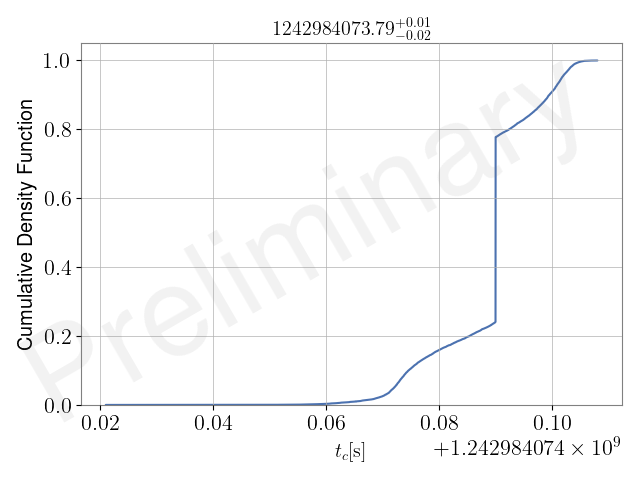 1242984073.79^{+0.01}_{-0.02}
1.0
0.8
0.6
0.4
0.2
0.0
Cumulative Density Function
Preliminary
0.02 0.04 0.06 0.08 0.10
t_c[s]
+1.242984074 × 10^9